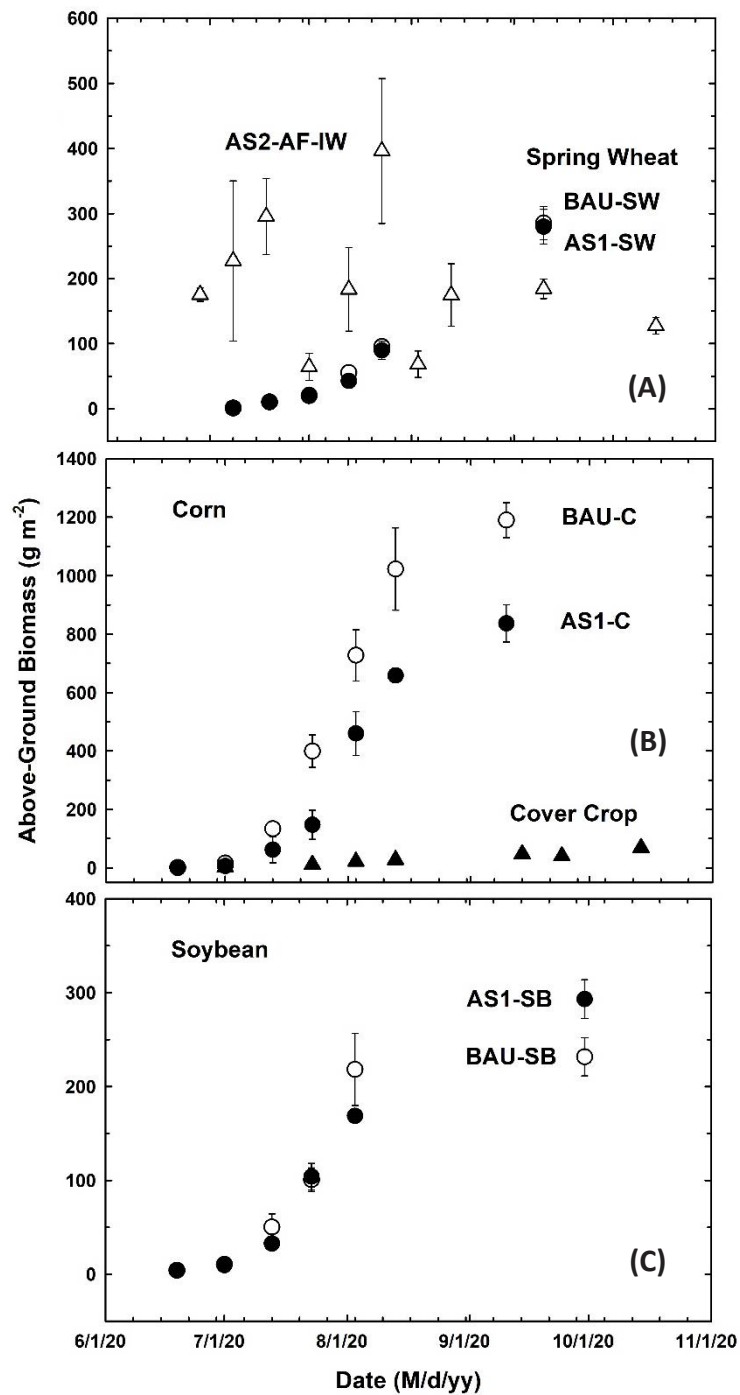 600
500
400
300
200
100
0
AS2-AF-IW
Spring Wheat
BAU-SW
AS1-SW
(A)
1400
1200
1000
800
600
400
200
0
Corn
BAU-C
AS1-C
(B)
Cover Crop
Above-Ground Biomass (g m⁻²)
400
300
200
100
0
Soybean
AS1-SB
BAU-SB
(C)
6/1/20 7/1/20 8/1/20 9/1/20 10/1/20 11/1/20
Date (M/d/yy)